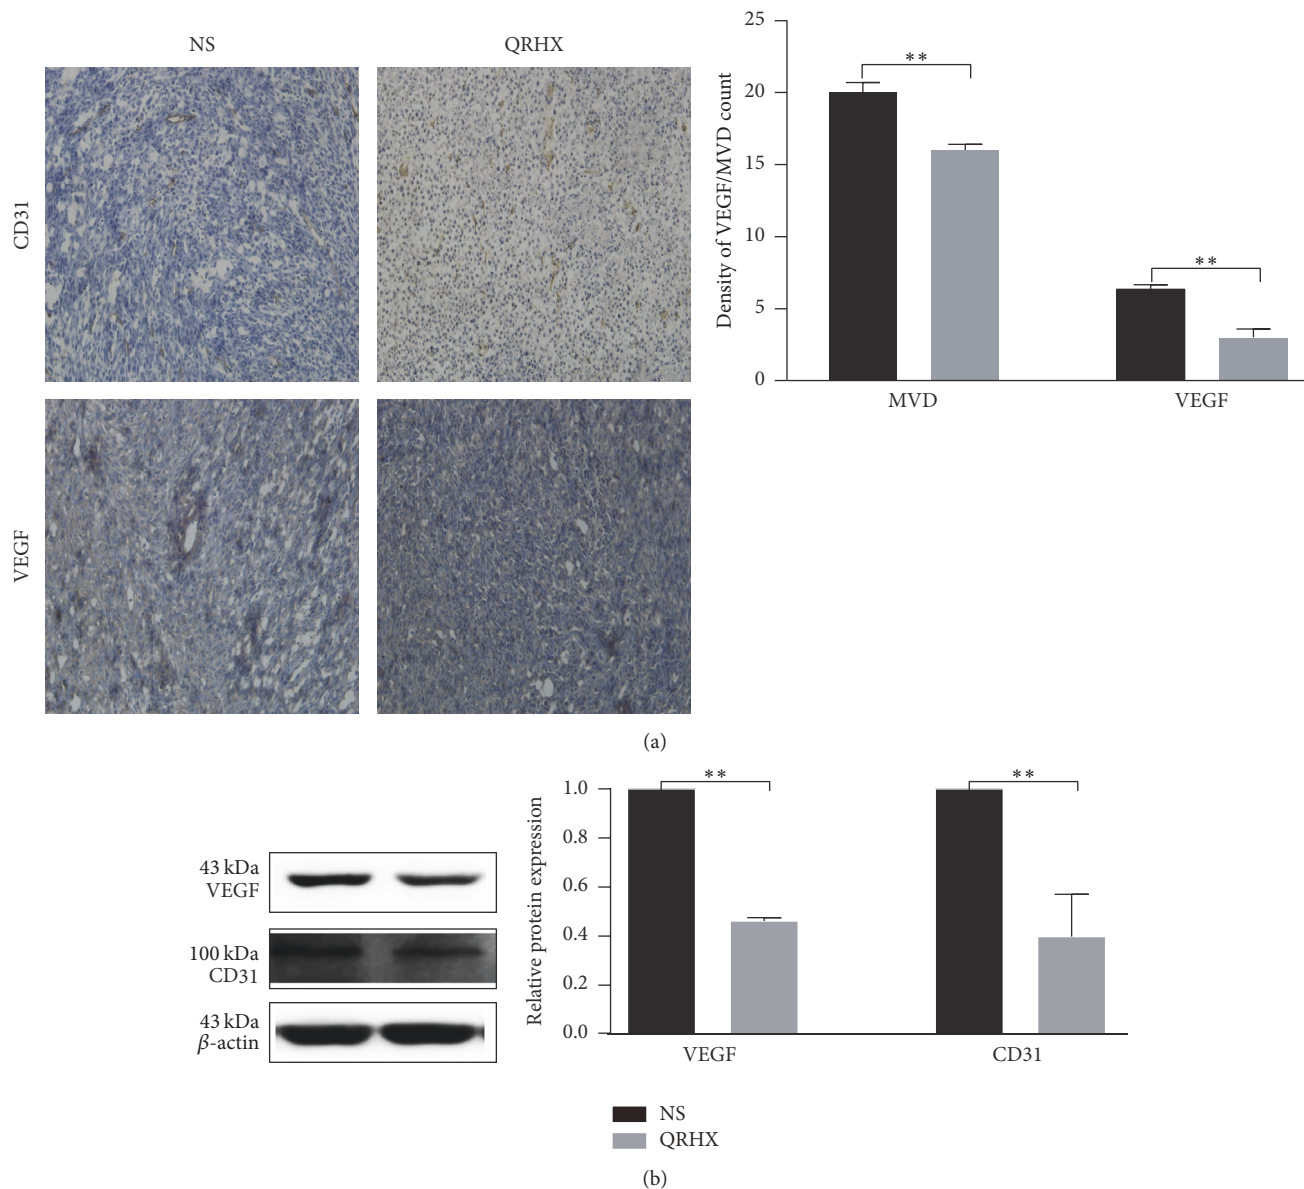 NS
QRHX
CD31
VEGF
Density of VEGF/MVD count
25
20
15
10
5
0
**
**
MVD
VEGF
(a)
43 kDa
VEGF
100 kDa
CD31
43 kDa
β-actin
Relative protein expression
1.0
0.8
0.6
0.4
0.2
0.0
**
**
VEGF
CD31
NS
QRHX
(b)